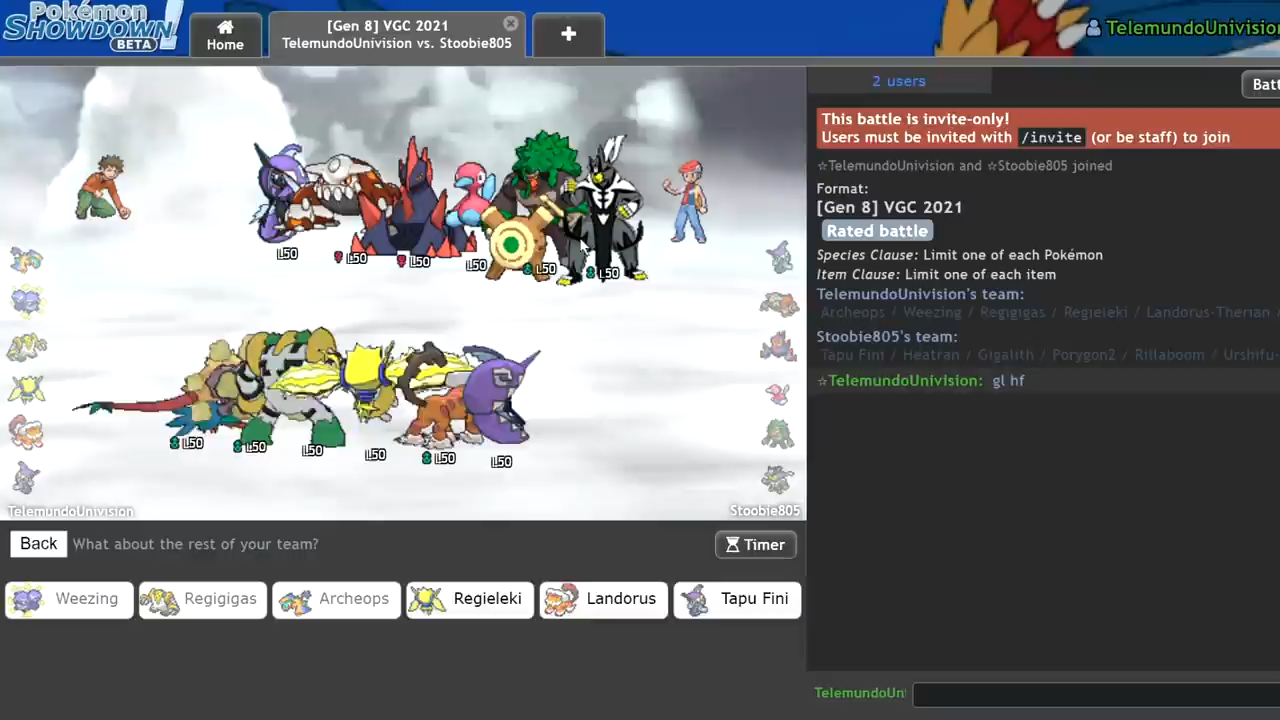 Pokémon
SHOWDOWN!
BETA
Home
[Gen 8] VGC 2021
TelemundoUnivision vs. Stoobie805
TelemundoUnivisio
2 users
Batt
This battle is invite-only!
Users must be invited with /invite (or be staff) to join
☆TelemundoUnivision and ☆Stoobie805 joined
Format:
[Gen 8] VGC 2021
Rated battle
Species Clause: Limit one of each Pokémon
Item Clause: Limit one of each item
TelemundoUnivision's team:
Archeops / Weezing / Regigigas / Regieleki / Landorus-Therian /
Stoobie805's team:
Tapu Fini / Heatran / Gigalith / Porygon2 / Rillaboom / Urshifu-
☆TelemundoUnivision: gl hf
L50
L50
L50
L50
L50
L50
L50
L50
L50
L50
L50
L50
TelemundoUnivision
Stoobie805
Back
What about the rest of your team?
Timer
Weezing
Regigigas
Archeops
Regieleki
Landorus
Tapu Fini
TelemundoUn